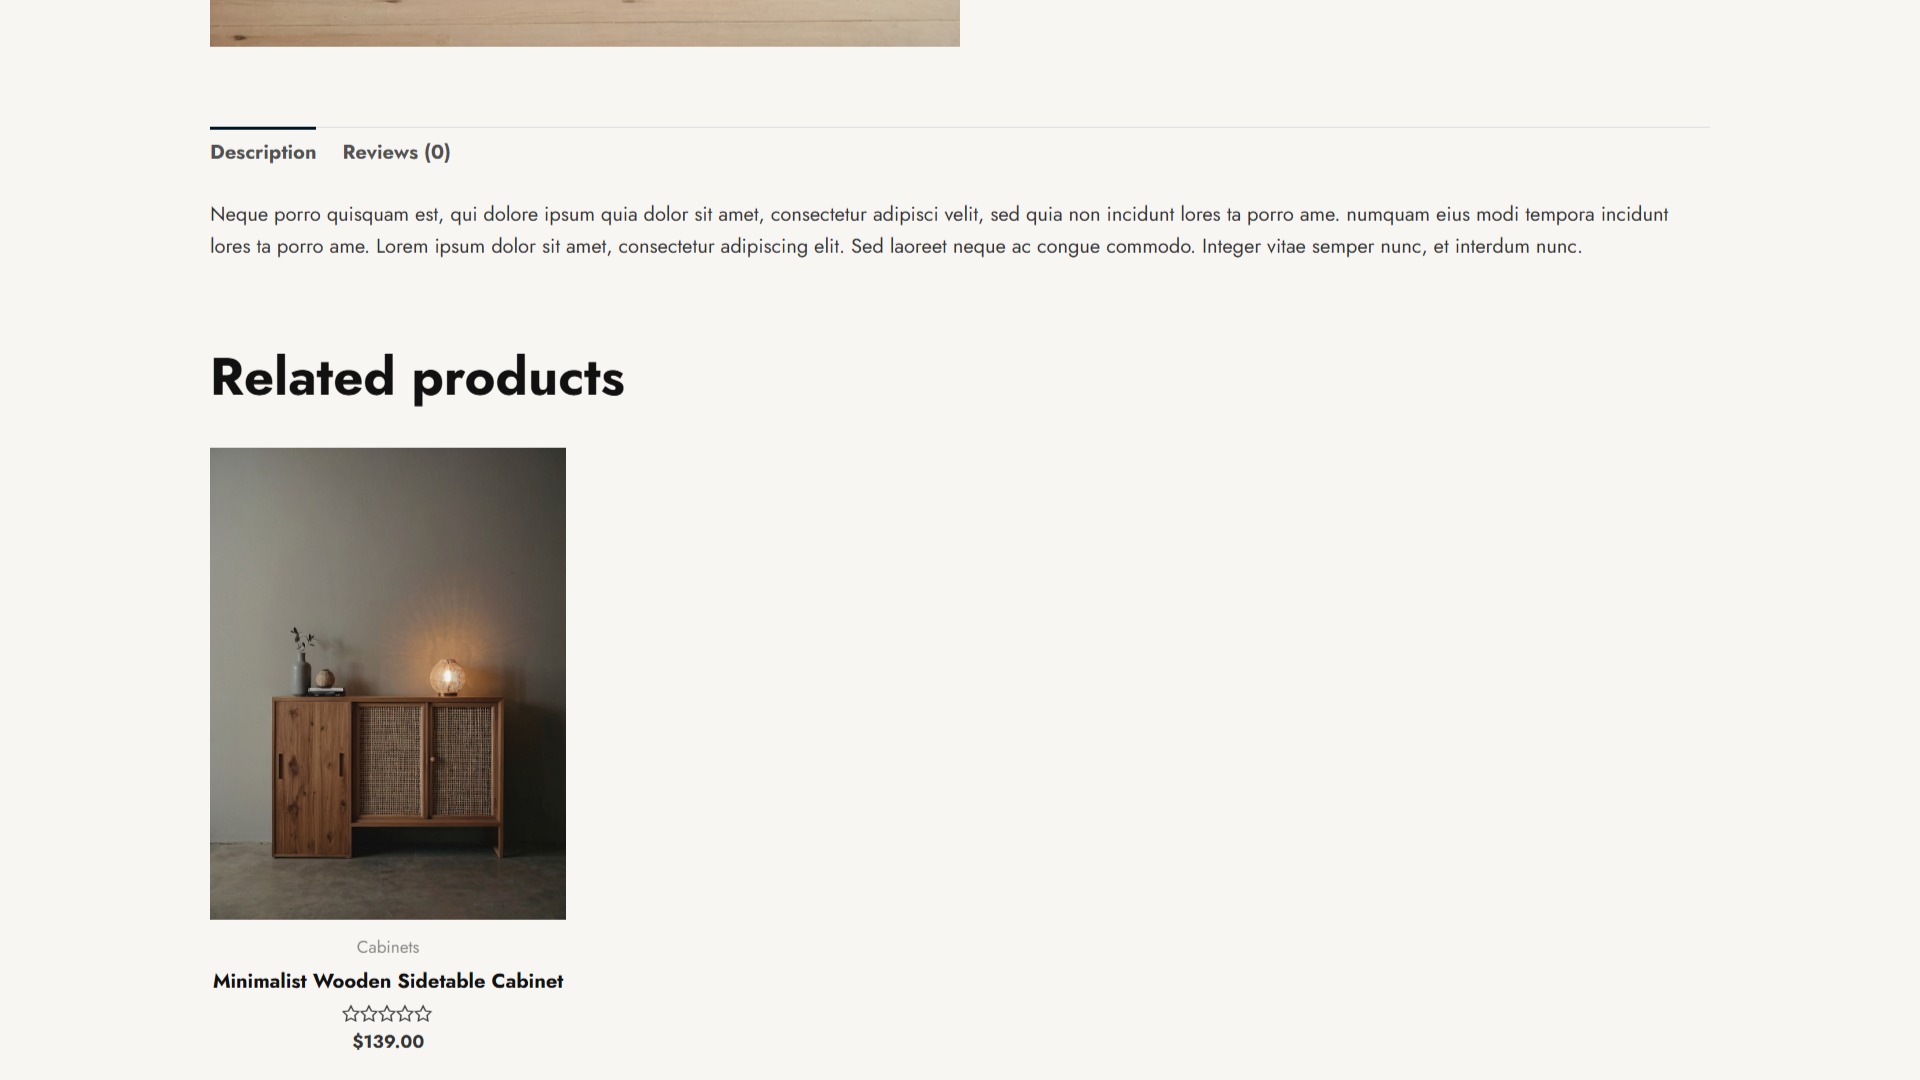 Description
Reviews (0)
Neque porro quisquam est, qui dolore ipsum quia dolor sit amet, consectetur adipisci velit, sed quia non incidunt lores ta porro ame. numquam eius modi tempora incidunt
lores ta porro ame. Lorem ipsum dolor sit amet, consectetur adipiscing elit. Sed laoreet neque ac congue commodo. Integer vitae semper nunc, et interdum nunc.
Related products
Cabinets
Minimalist Wooden Sidetable Cabinet
$139.00